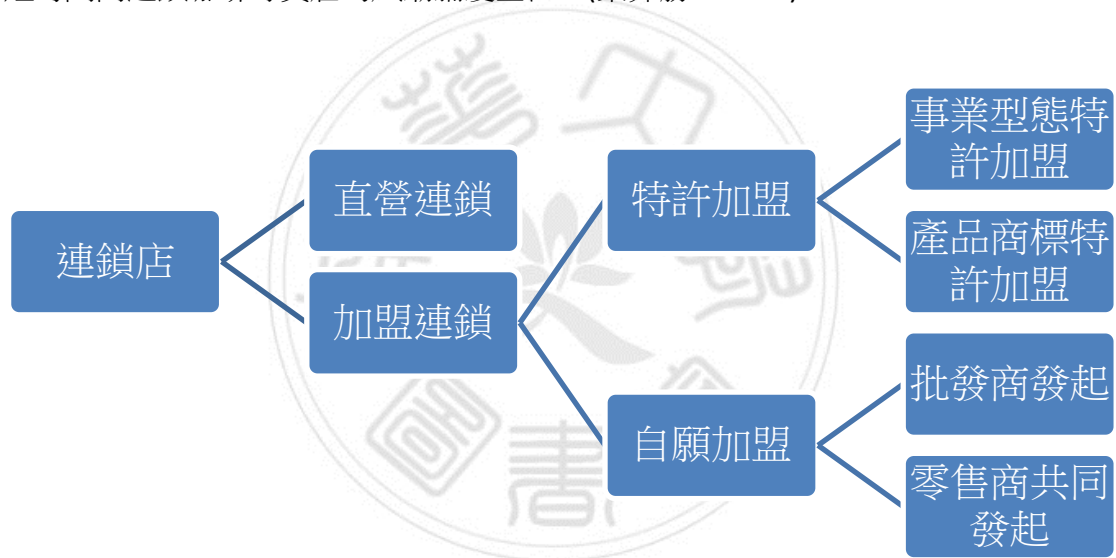 連鎖店
直營連鎖
加盟連鎖
特許加盟
自願加盟
事業型態特
許加盟
產品商標特
許加盟
批發商發起
零售商共同
發起